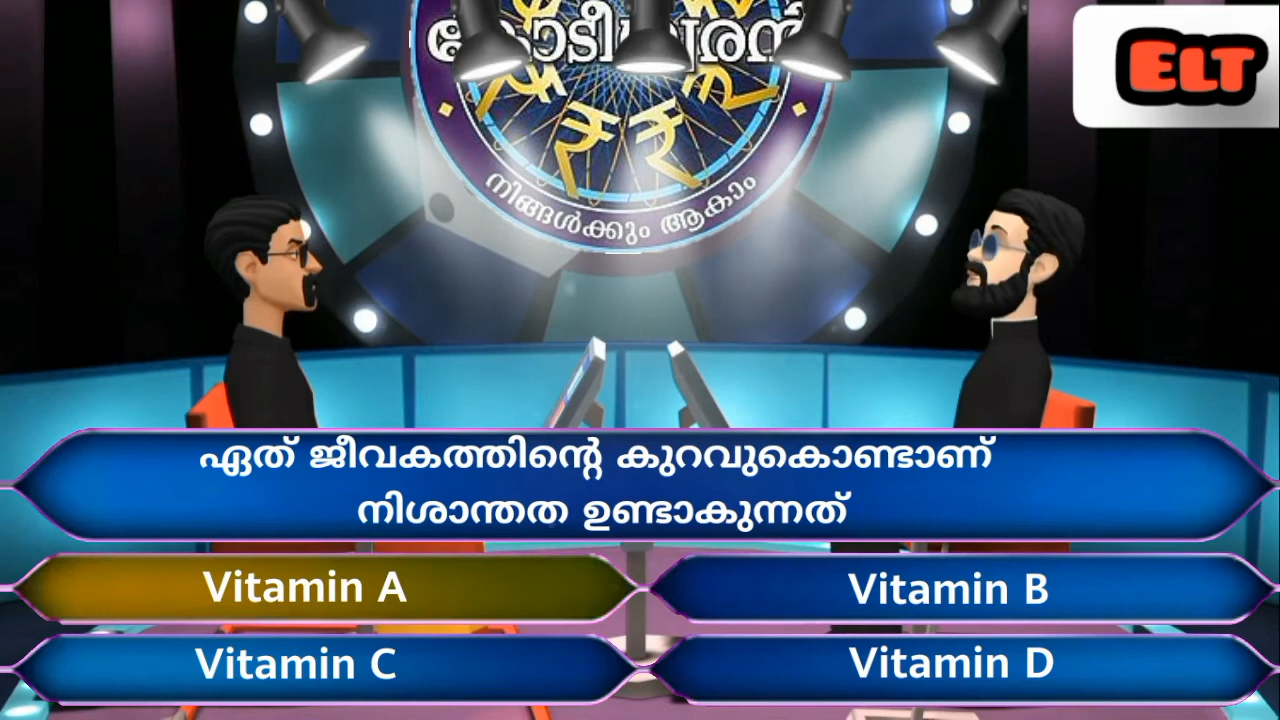 ELT
നിങ്ങൾക്കും ആകാം
ഏത് ജീവകത്തിന്റെ കുറവുകൊണ്ടാണ്
നിശാന്തത ഉണ്ടാകുന്നത്
Vitamin A
Vitamin B
Vitamin C
Vitamin D